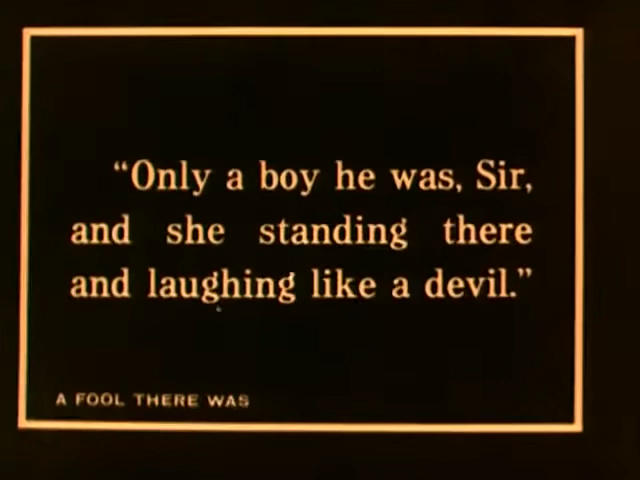 “Only a boy he was, Sir,
and she standing there
and laughing like a devil.”
A FOOL THERE WAS